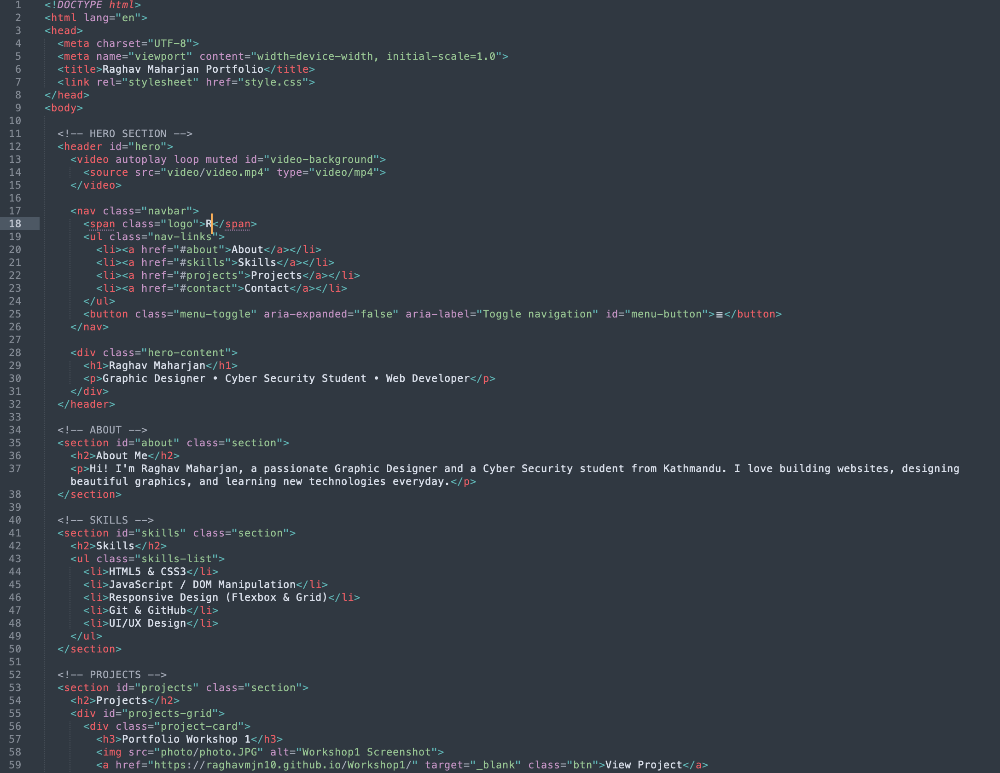 1 <!DOCTYPE html>
2 <html lang="en">
3 <head>
4 <meta charset="UTF-8">
5 <meta name="viewport" content="width=device-width, initial-scale=1.0">
6 <title>Raghav Maharjan Portfolio</title>
7 <link rel="stylesheet" href="style.css">
8 </head>
9 <body>
10
11 <!-- HERO SECTION -->
12 <header id="hero">
13 <video autoplay loop muted id="video-background">
14 <source src="video/video.mp4" type="video/mp4">
15 </video>
16
17 <nav class="navbar">
18 <span class="logo">R</span>
19 <ul class="nav-links">
20 <li><a href="#about">About</a></li>
21 <li><a href="#skills">Skills</a></li>
22 <li><a href="#projects">Projects</a></li>
23 <li><a href="#contact">Contact</a></li>
24 </ul>
25 <button class="menu-toggle" aria-expanded="false" aria-label="Toggle navigation" id="menu-button">≡</button>
26 </nav>
27
28 <div class="hero-content">
29 <h1>Raghav Maharjan</h1>
30 <p>Graphic Designer • Cyber Security Student • Web Developer</p>
31 </div>
32 </header>
33
34 <!-- ABOUT -->
35 <section id="about" class="section">
36 <h2>About Me</h2>
37 <p>Hi! I'm Raghav Maharjan, a passionate Graphic Designer and a Cyber Security student from Kathmandu. I love building websites, designing
beautiful graphics, and learning new technologies everyday.</p>
38 </section>
39
40 <!-- SKILLS -->
41 <section id="skills" class="section">
42 <h2>Skills</h2>
43 <ul class="skills-list">
44 <li>HTML5 & CSS3</li>
45 <li>JavaScript / DOM Manipulation</li>
46 <li>Responsive Design (Flexbox & Grid)</li>
47 <li>Git & GitHub</li>
48 <li>UI/UX Design</li>
49 </ul>
50 </section>
51
52 <!-- PROJECTS -->
53 <section id="projects" class="section">
54 <h2>Projects</h2>
55 <div id="projects-grid">
56 <div class="project-card">
57 <h3>Portfolio Workshop 1</h3>
58 <img src="photo/photo.JPG" alt="Workshop1 Screenshot">
59 <a href="https://raghavmjn10.github.io/Workshop1/" target="_blank" class="btn">View Project</a>